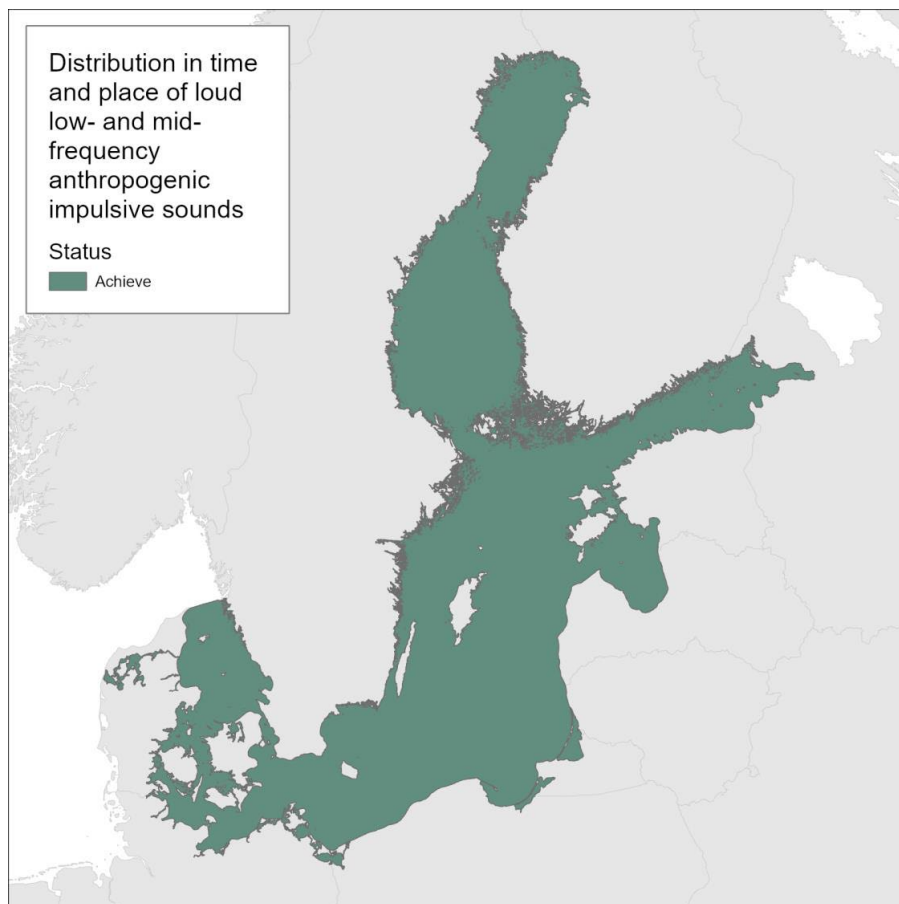 Distribution in time
and place of loud
low- and mid-
frequency
anthropogenic
impulsive sounds
Status
Achieve